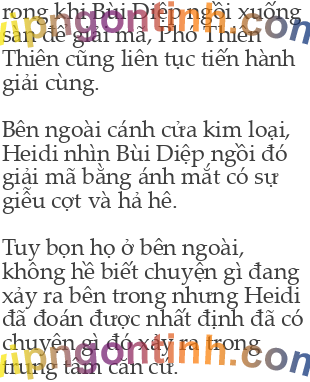 rong khi Bùi Diệp ngồi xuống
sàn để giải mã, Phó Thiên
Thiên cũng liên tục tiến hành
giải cùng.
Bên ngoài cánh cửa kim loại,
Heidi nhìn Bùi Diệp ngồi đó
giải mã bằng ánh mắt có sự
giễu cợt và hả hê.
Tuy bọn họ ở bên ngoài,
không hề biết chuyện gì đang
xảy ra bên trong nhưng Heidi
đã đoán được nhất định đã có
chuyện gì đó xảy ra trong
trung tâm căn cứ.
vipngontinh.com
vipngontinh.com